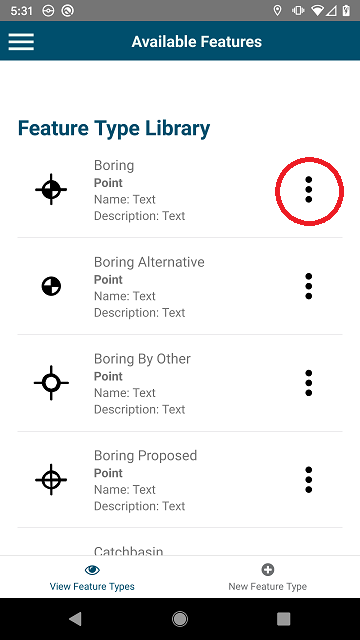 5:31
Available Features
Feature Type Library
Boring
Point
Name: Text
Description: Text
Boring Alternative
Point
Name: Text
Description: Text
Boring By Other
Point
Name: Text
Description: Text
Boring Proposed
Point
Name: Text
Description: Text
Catchbasin
View Feature Types
New Feature Type